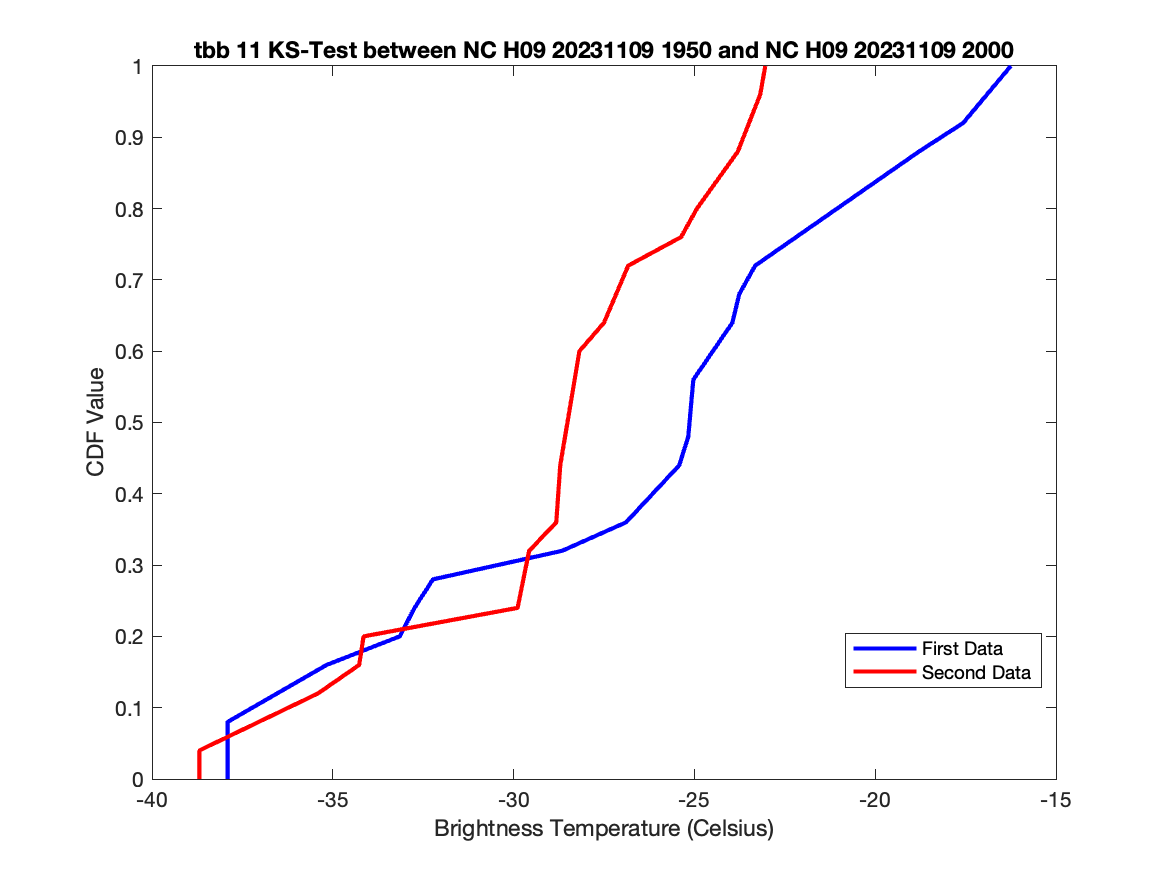 tbb 11 KS-Test between NC H09 20231109 1950 and NC H09 20231109 2000
1
0.9
0.8
0.7
0.6
0.5
0.4
0.3
0.2
0.1
0
CDF Value
First Data
Second Data
-40 -35 -30 -25 -20 -15
Brightness Temperature (Celsius)